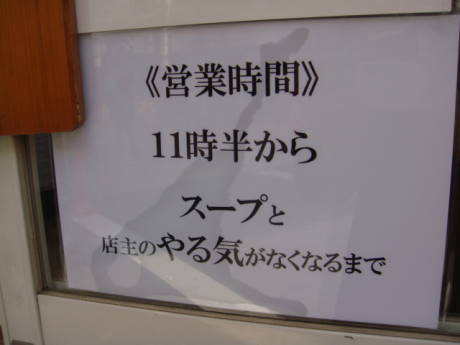 《営業時間》
11時半から
スープと
店主のやる気がなくなるまで